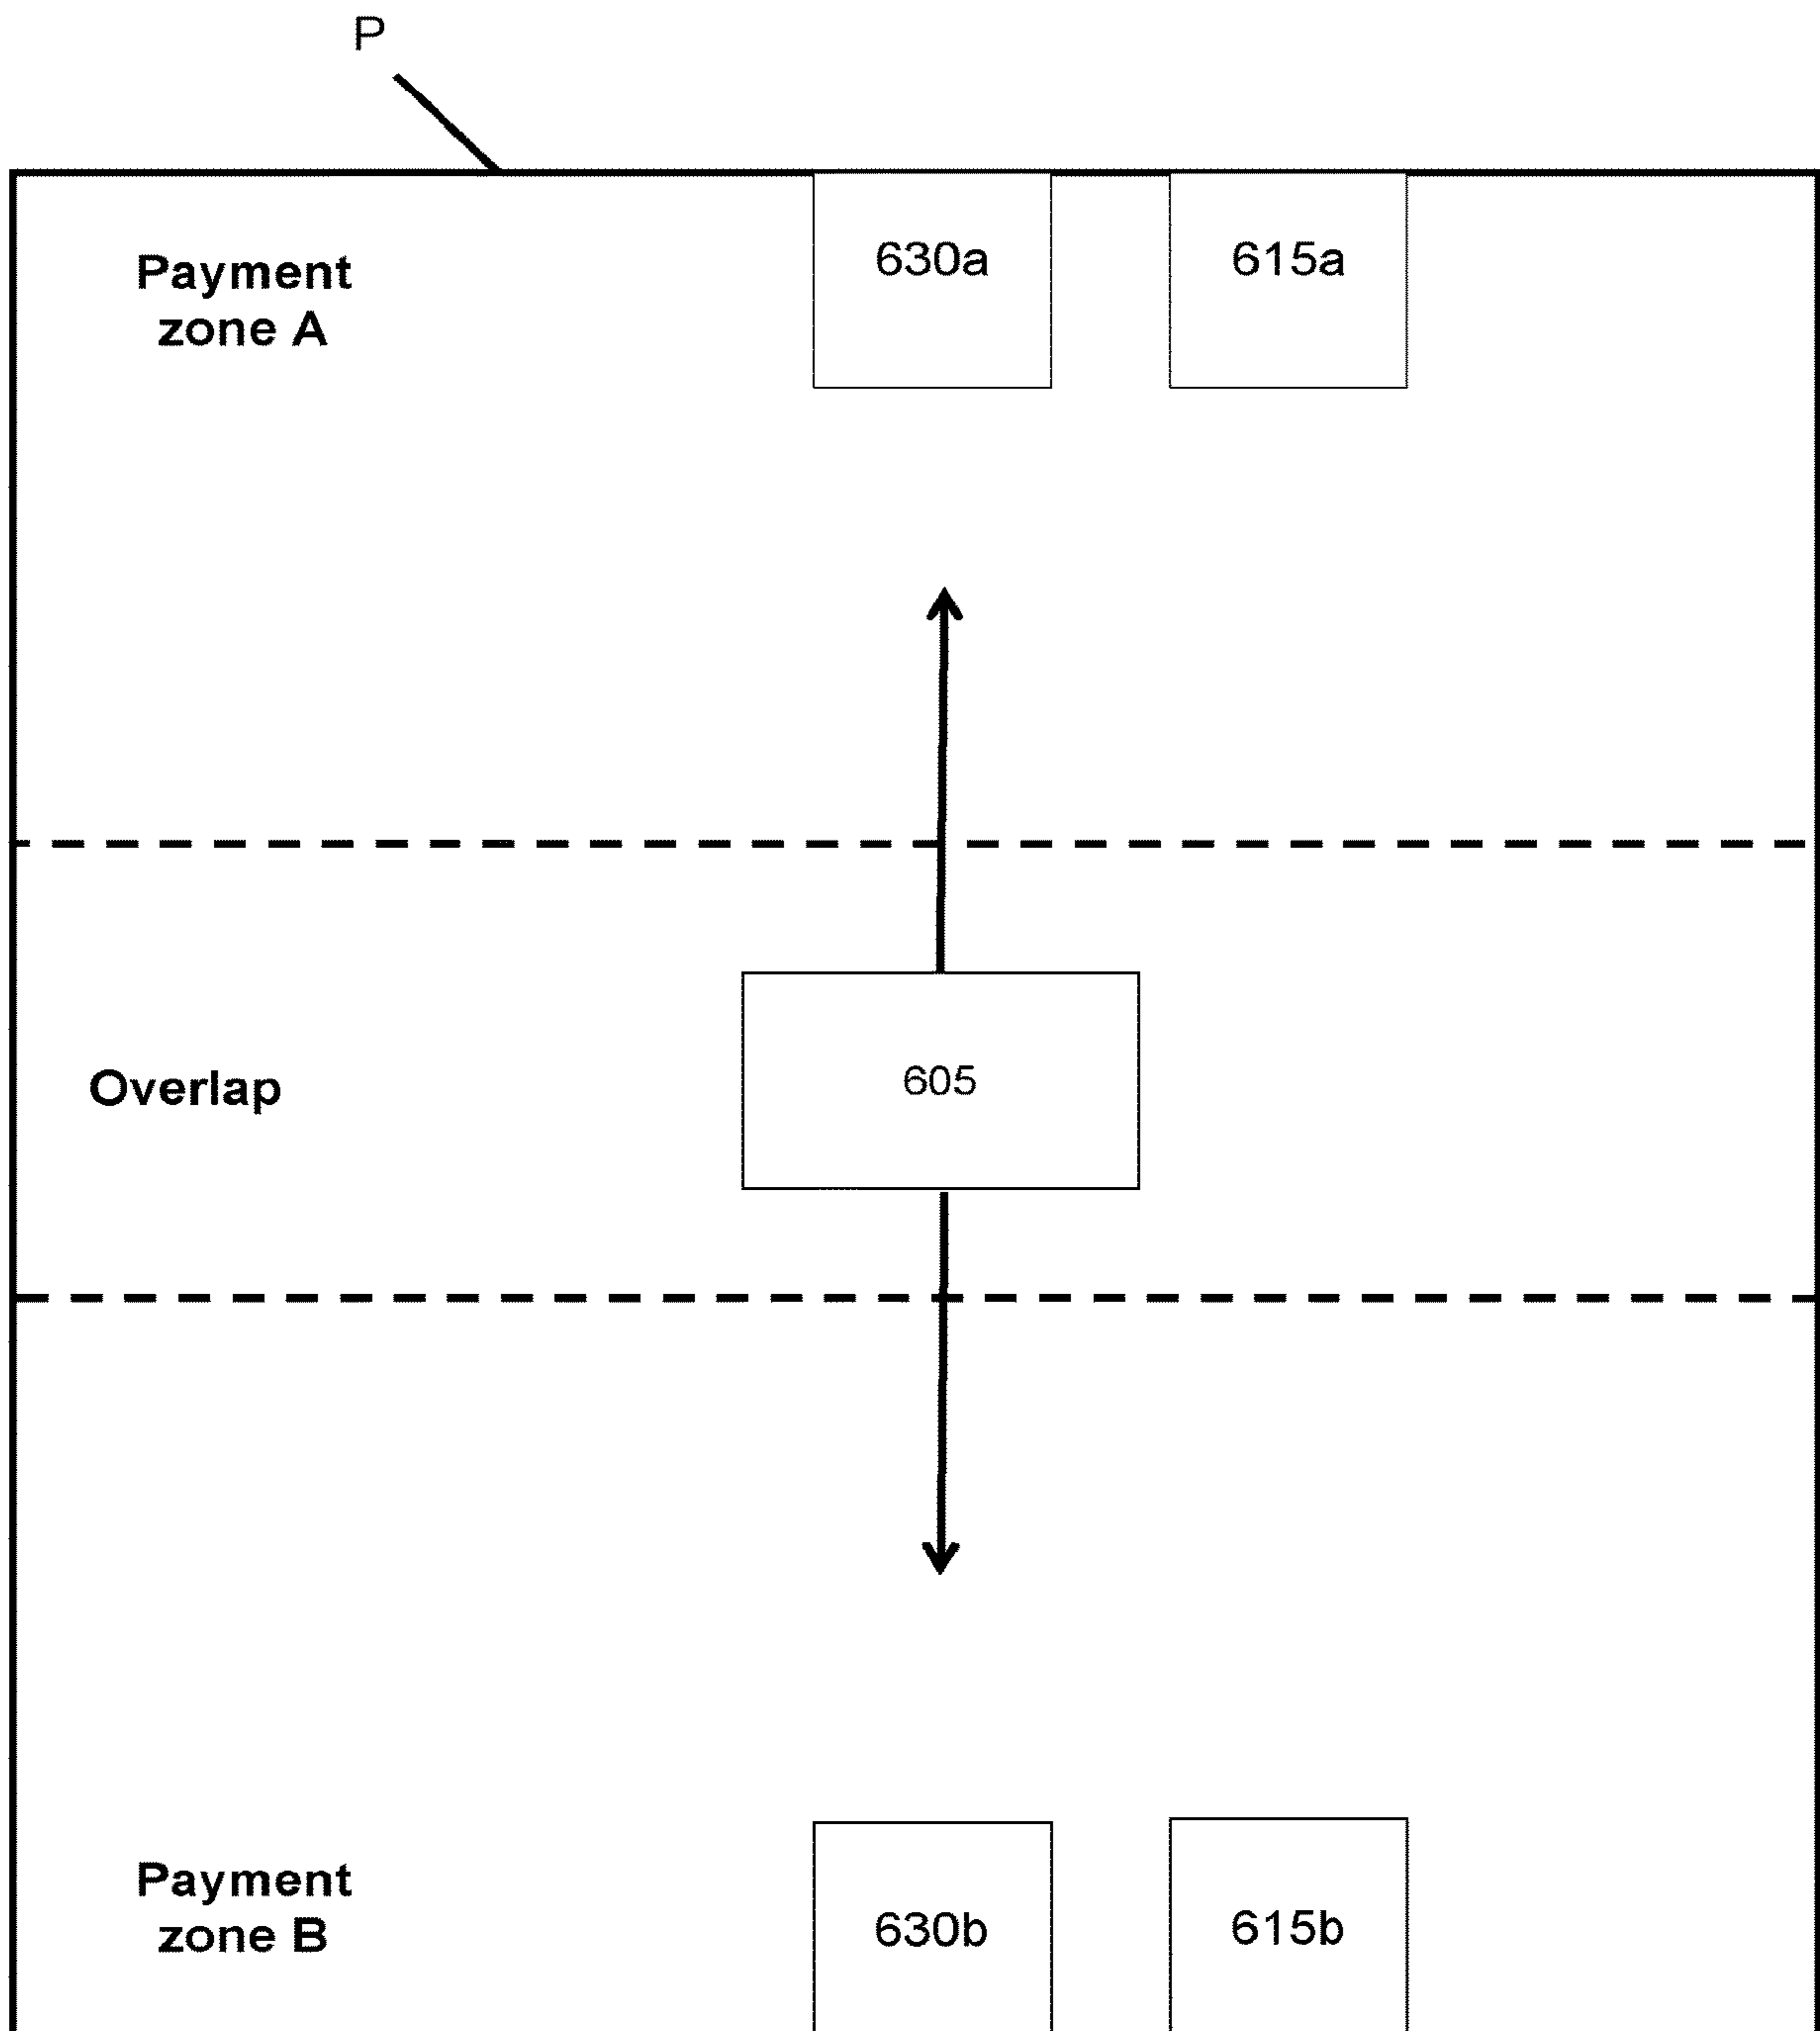 P
630a
615a
Payment
zone A
605
Overlap
Payment
zone B
630b
615b